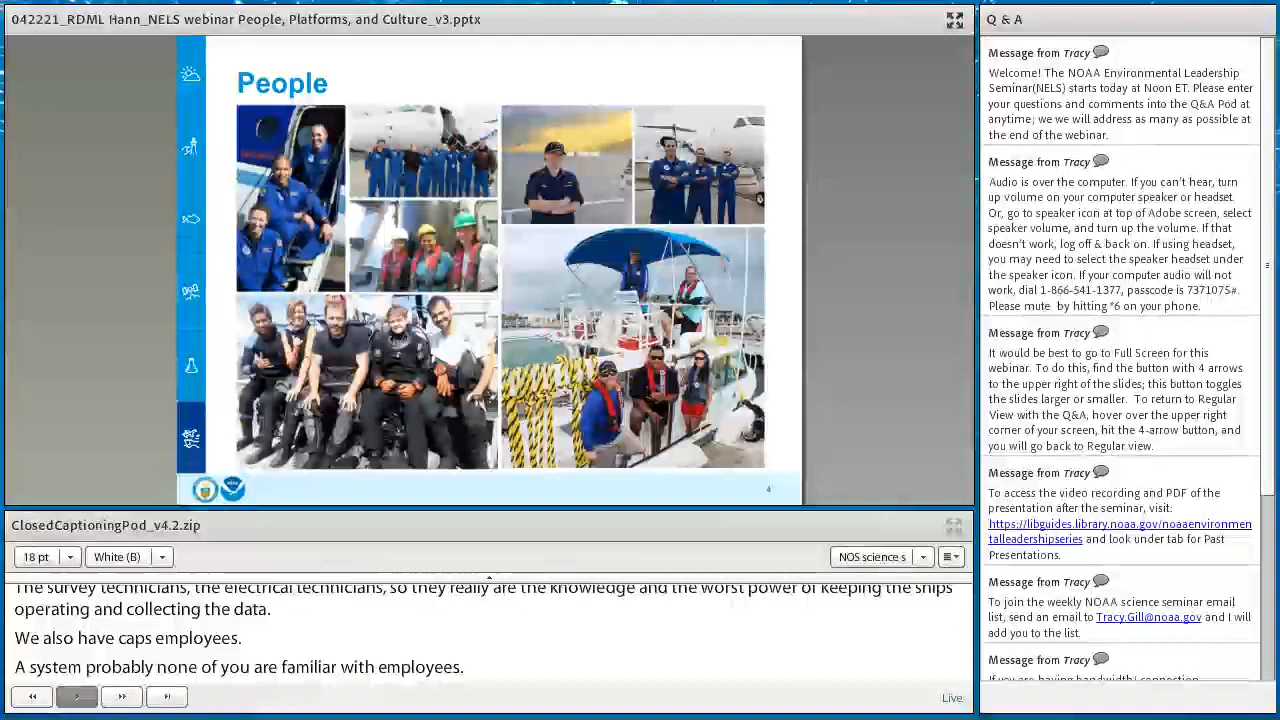 042221_RDML Hann_NELS webinar People, Platforms, and Culture_v3.pptx
People
4
ClosedCaptioningPod_v4.2.zip
18 pt
White (B)
NOS science s
The survey technicians, the electrical technicians, so they really are the knowledge and the worst power of keeping the ships
operating and collecting the data.
We also have caps employees.
A system probably none of you are familiar with employees.
Live
Q & A
Message from Tracy
Welcome! The NOAA Environmental Leadership
Seminar(NELS) starts today at Noon ET. Please enter
your questions and comments into the Q&A Pod at
anytime; we we will address as many as possible at
the end of the webinar.
Message from Tracy
Audio is over the computer. If you can't hear, turn
up volume on your computer speaker or headset.
Or, go to speaker icon at top of Adobe screen, select
speaker volume, and turn up the volume. If that
doesn't work, log off & back on. If using headset,
you may need to select the speaker headset under
the speaker icon. If your computer audio will not
work, dial 1-866-541-1377, passcode is 7371075#.
Please mute by hitting *6 on your phone.
Message from Tracy
It would be best to go to Full Screen for this
webinar. To do this, find the button with 4 arrows
to the upper right of the slides; this button toggles
the slides larger or smaller. To return to Regular
View with the Q&A, hover over the upper right
corner of your screen, hit the 4-arrow button, and
you will go back to Regular view.
Message from Tracy
To access the video recording and PDF of the
presentation after the seminar, visit:
https://libguides.library.noaa.gov/noaaenvironmen
talleadershipseries and look under tab for Past
Presentations.
Message from Tracy
To join the weekly NOAA science seminar email
list, send an email to Tracy.Gill@noaa.gov and I will
add you to the list.
Message from Tracy
If you are having bandwidth/ connection